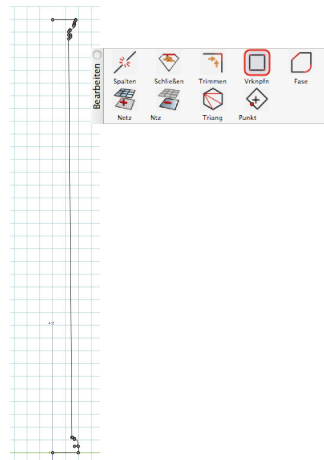 Bearbeiten
Spalten Schließen Trimmen Vrknpfn Fase
Netz Ntz Triang Punkt